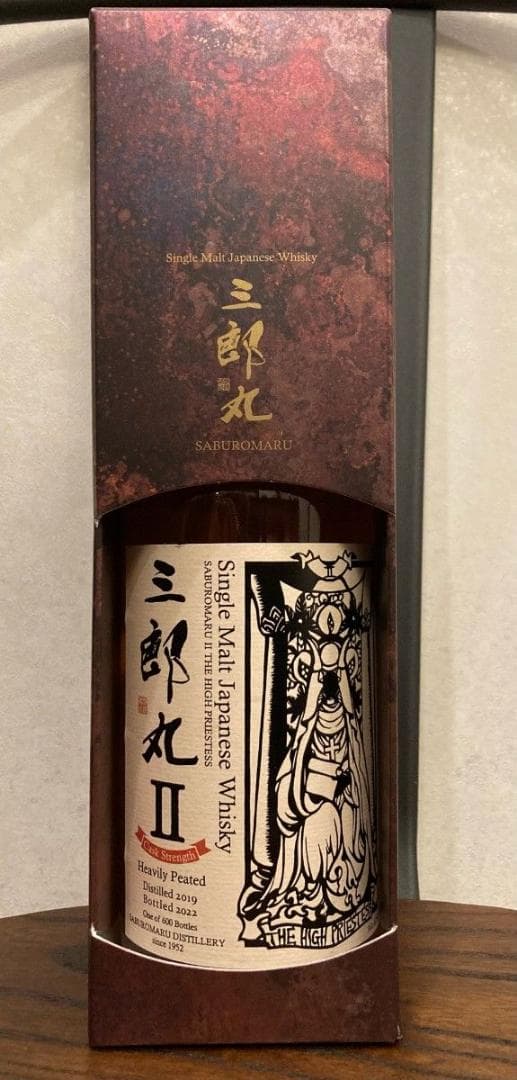 Single Malt Japanese Whisky
三郎丸
SABUROMARU
三郎丸II
Single Malt Japanese Whisky
SABUROMARU II THE HIGH PRIESTESS
Cask Strength
Heavily Peated
Distilled 2019
Bottled 2022
One of 600 Bottles
SABUROMARU DISTILLERY
since 1952
II
THE HIGH PRIESTESS